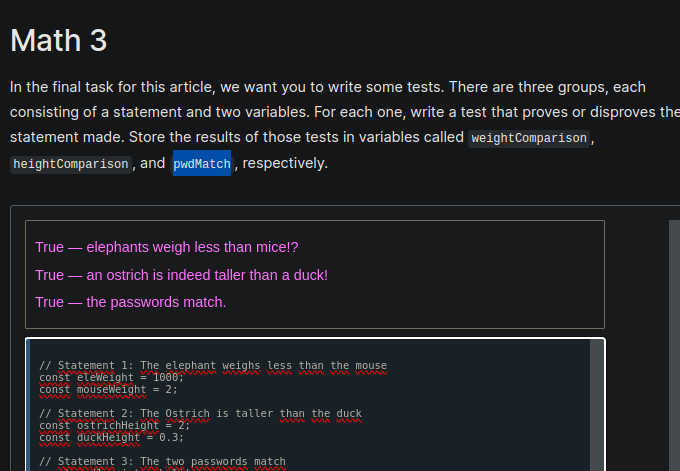 Math 3
In the final task for this article, we want you to write some tests. There are three groups, each
consisting of a statement and two variables. For each one, write a test that proves or disproves the
statement made. Store the results of those tests in variables called weightComparison,
heightComparison, and pwdMatch, respectively.
True — elephants weigh less than mice!?
True — an ostrich is indeed taller than a duck!
True — the passwords match.
// Statement 1: The elephant weighs less than the mouse
const eleWeight = 1000;
const mouseWeight = 2;
// Statement 2: The Ostrich is taller than the duck
const ostrichHeight = 2;
const duckHeight = 0.3;
// Statement 3: The two passwords match